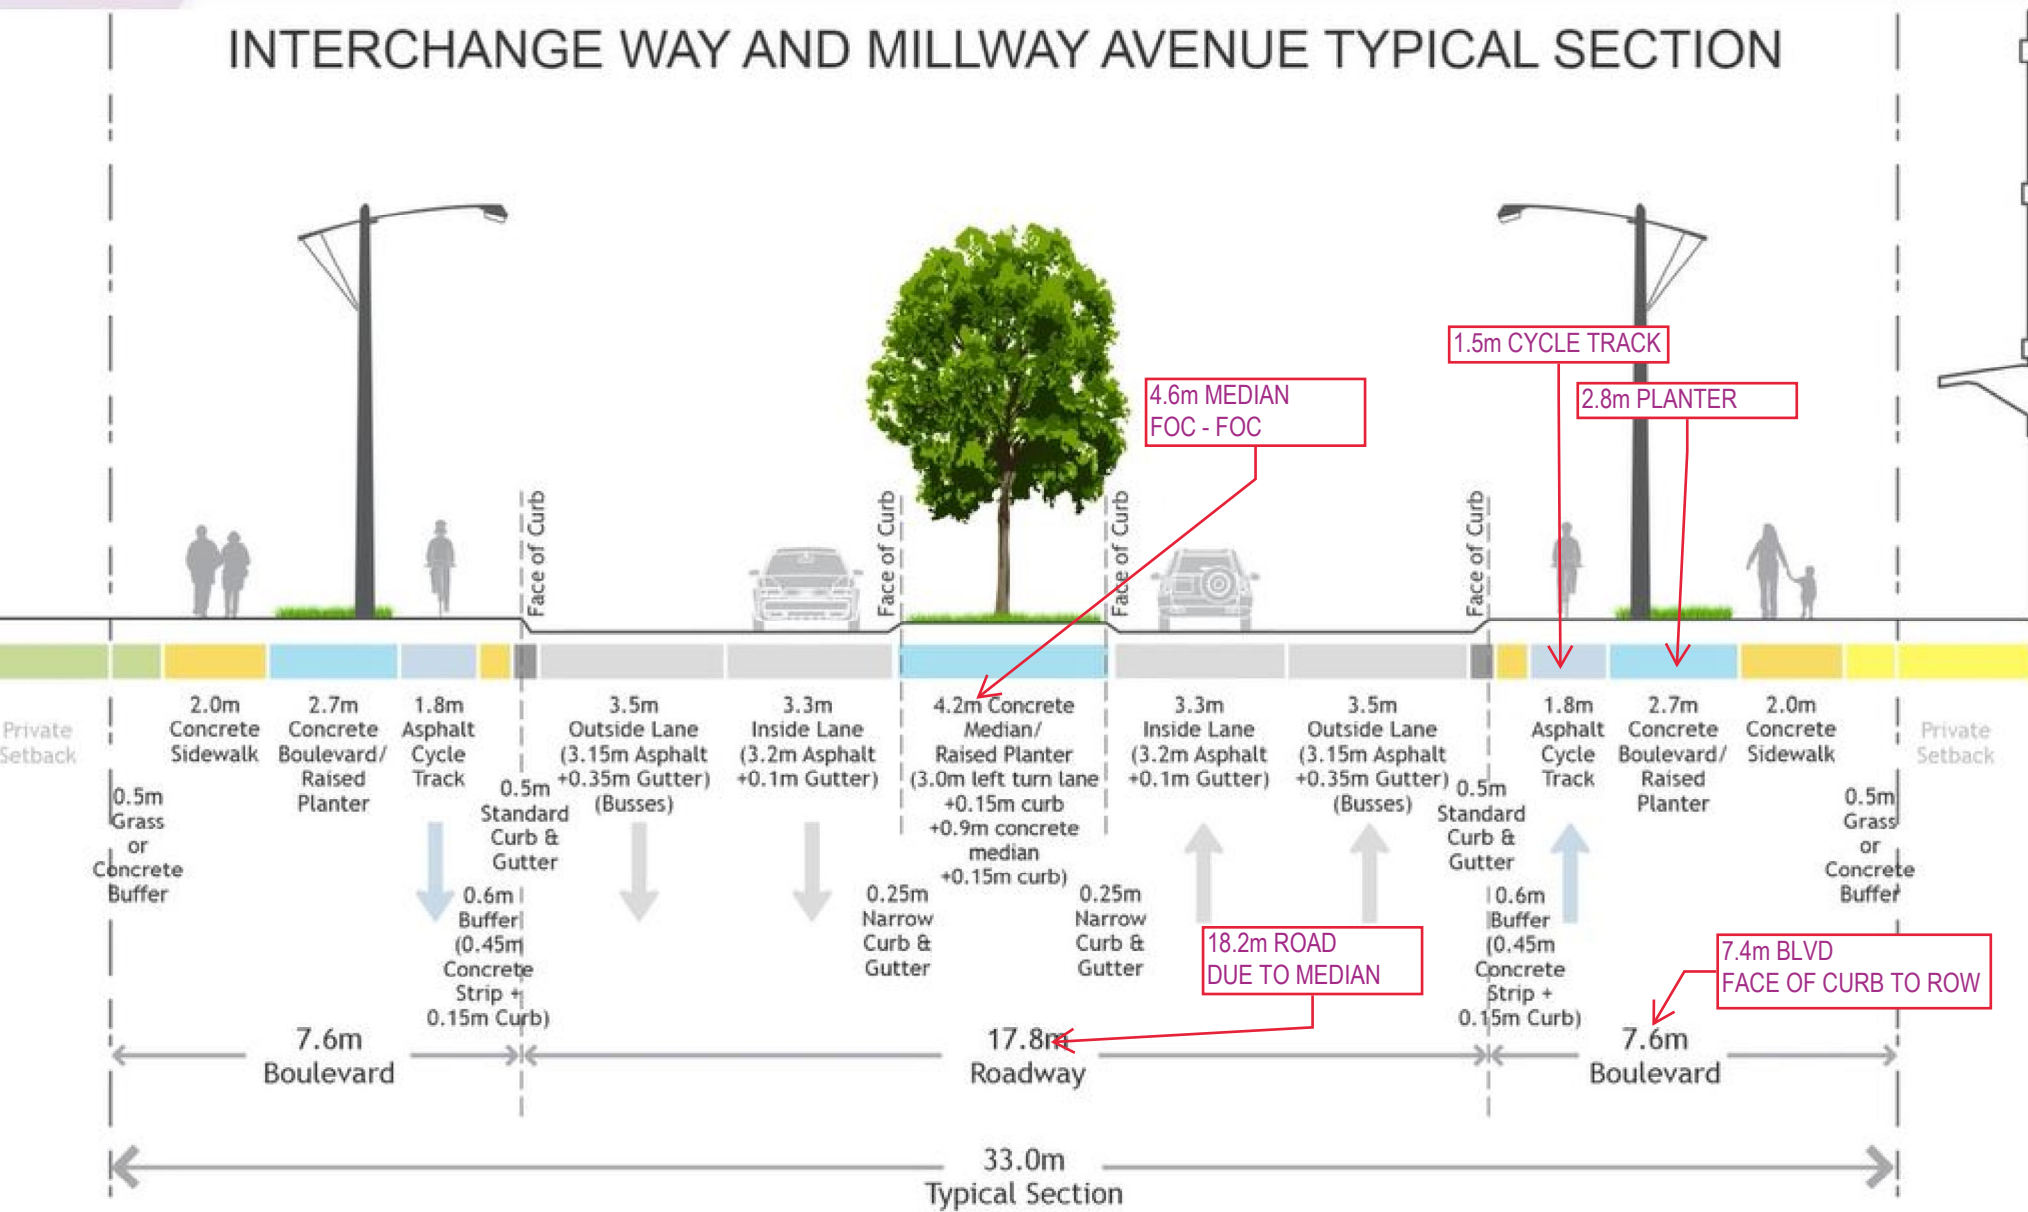 INTERCHANGE WAY AND MILLWAY AVENUE TYPICAL SECTION
1.5m CYCLE TRACK
4.6m MEDIAN
FOC - FOC
2.8m PLANTER
Face of Curb
Face of Curb
Face of Curb
Face of Curb
Private
Setback
0.5m
Grass
or
Concrete
Buffer
2.0m
Concrete
Sidewalk
2.7m
Concrete
Boulevard/
Raised
Planter
1.8m
Asphalt
Cycle
Track
0.6m
Buffer
(0.45m
Concrete
Strip +
0.15m Curb)
0.5m
Standard
Curb &
Gutter
3.5m
Outside Lane
(3.15m Asphalt
+0.35m Gutter)
(Busses)
3.3m
Inside Lane
(3.2m Asphalt
+0.1m Gutter)
0.25m
Narrow
Curb &
Gutter
4.2m Concrete
Median/
Raised Planter
(3.0m left turn lane
+0.15m curb
+0.9m concrete
median
+0.15m curb)
0.25m
Narrow
Curb &
Gutter
3.3m
Inside Lane
(3.2m Asphalt
+0.1m Gutter)
3.5m
Outside Lane
(3.15m Asphalt
+0.35m Gutter)
(Busses)
0.5m
Standard
Curb &
Gutter
0.6m
Buffer
(0.45m
Concrete
Strip +
0.15m Curb)
1.8m
Asphalt
Cycle
Track
2.7m
Concrete
Boulevard/
Raised
Planter
2.0m
Concrete
Sidewalk
0.5m
Grass
or
Concrete
Buffer
Private
Setback
18.2m ROAD
DUE TO MEDIAN
7.4m BLVD
FACE OF CURB TO ROW
7.6m
Boulevard
17.8m
Roadway
7.6m
Boulevard
33.0m
Typical Section